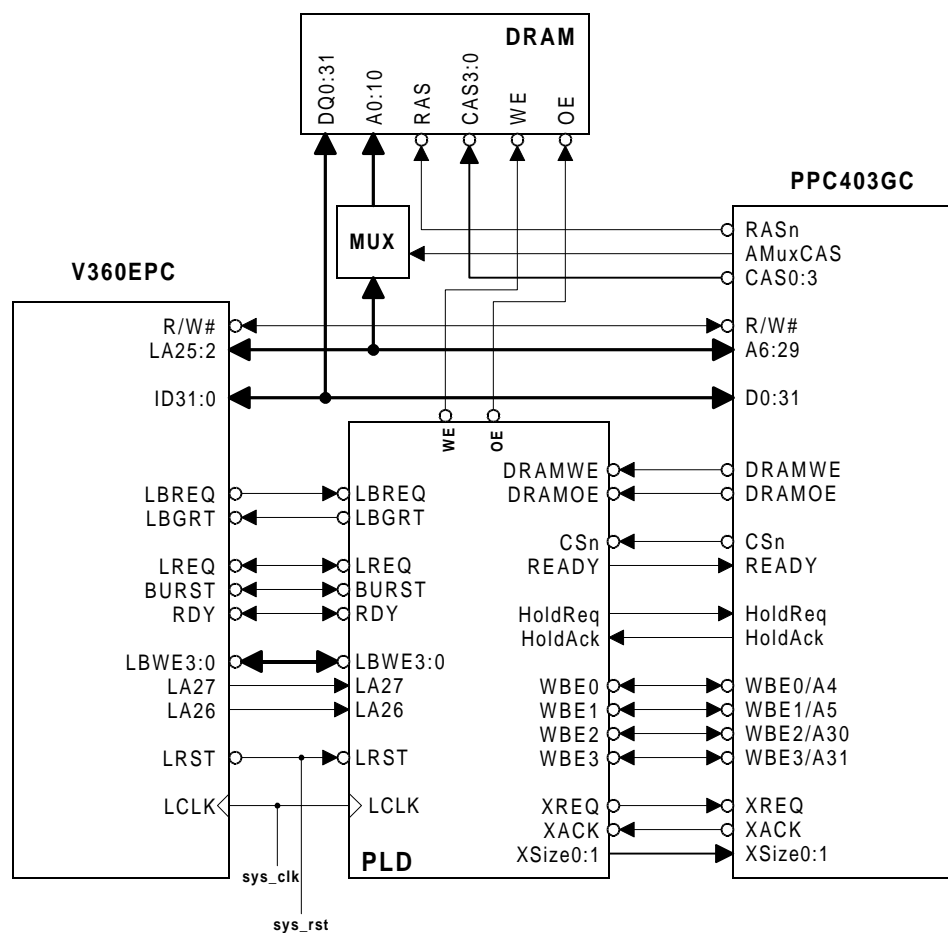 DRAM
DQ0:31
A0:10
RAS
CAS3:0
WE
OE
PPC403GC
RASn
AMuxCAS
CAS0:3
MUX
V360EPC
R/W#
R/W#
LA25:2
A6:29
ID31:0
D0:31
WE
OE
DRAMWE
DRAMWE
DRAMOE
DRAMOE
LBREQ
LBREQ
LBGRT
LBGRT
CSn
CSn
LREQ
LREQ
READY
READY
BURST
BURST
RDY
RDY
HoldReq
HoldReq
HoldAck
HoldAck
LBWE3:0
LBWE3:0
LA27
LA27
WBE0
WBE0/A4
LA26
LA26
WBE1
WBE1/A5
WBE2
WBE2/A30
LRST
LRST
WBE3
WBE3/A31
LCLK
LCLK
XREQ
XREQ
XACK
XACK
XSize0:1
XSize0:1
PLD
sys_clk
sys_rst